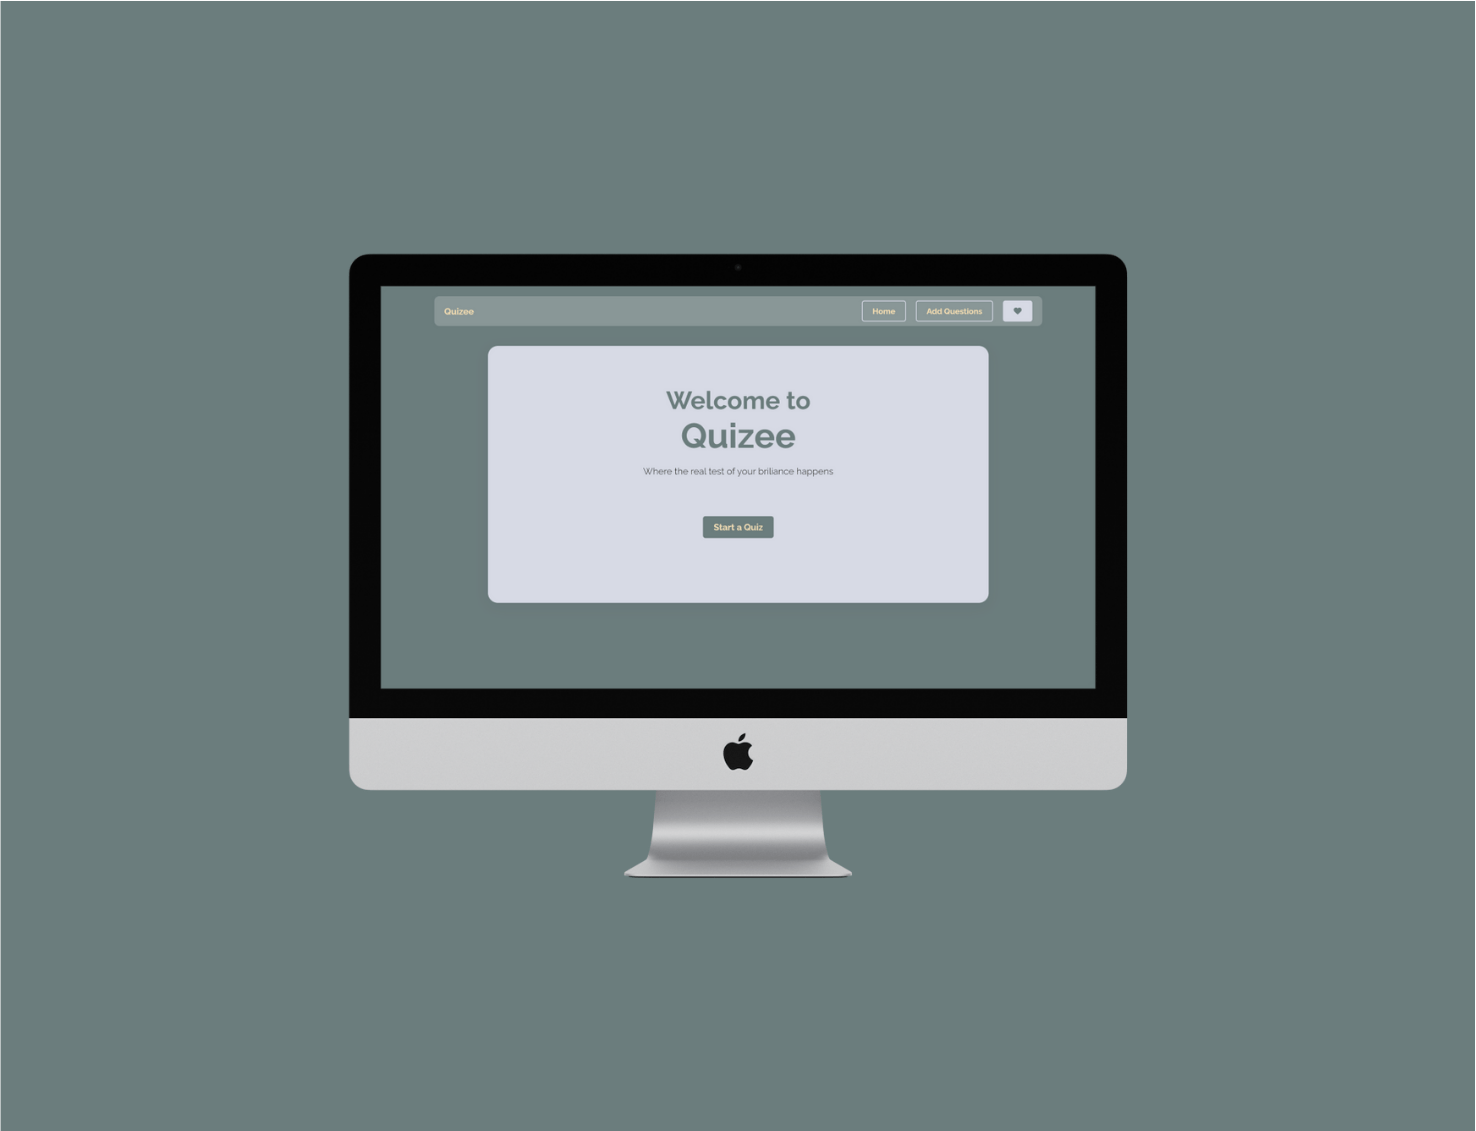 Quizee
Home
Add Questions
Welcome to
Quizee
Where the real test of your briliance happens
Start a Quiz